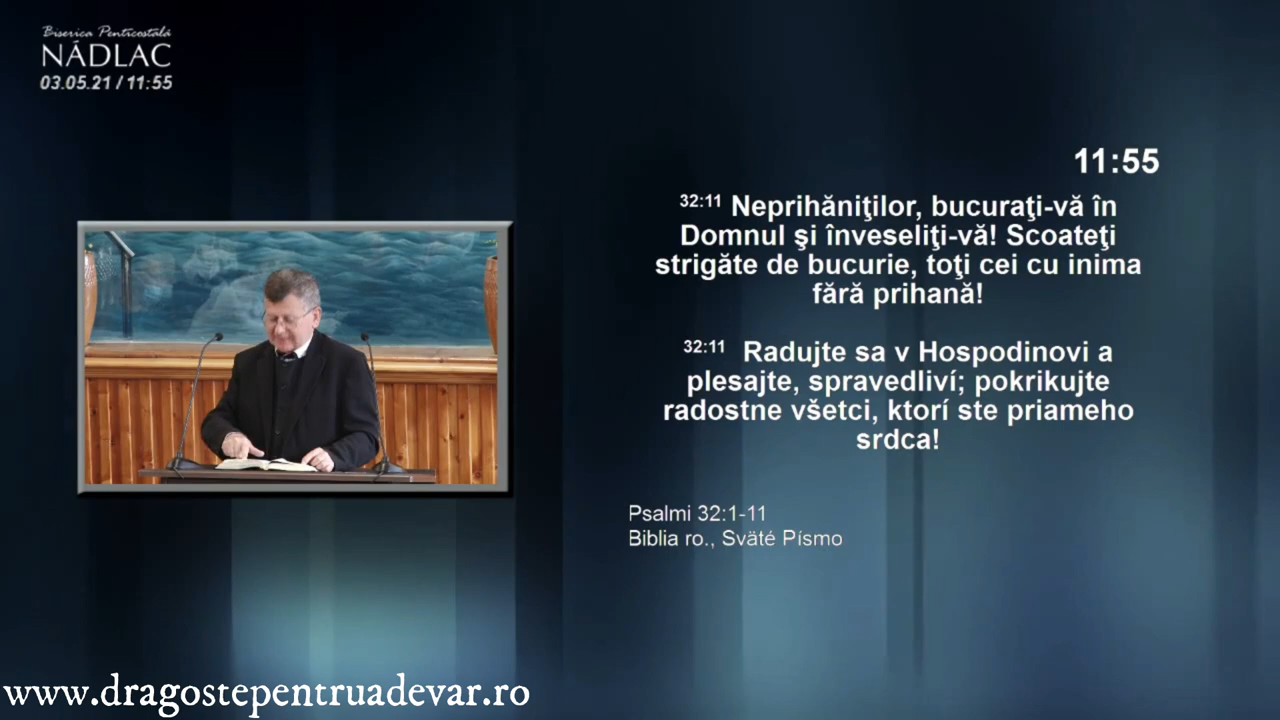 Biserica Penticostală
NĂDLAC
03.05.21 / 11:55
11:55
32:11 Neprihăniţilor, bucuraţi-vă în
Domnul şi înveseliţi-vă! Scoateţi
strigăte de bucurie, toţi cei cu inima
fără prihană!
32:11 Radujte sa v Hospodinovi a
plesajte, spravedliví; pokrikujte
radostne všetci, ktorí ste priameho
srdca!
Psalmi 32:1-11
Biblia ro., Sväté Písmo
www.dragostepentruadevar.ro